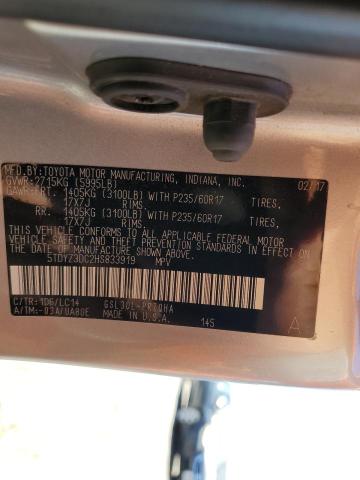 MFD.BY:TOYOTA MOTOR MANUFACTURING, INDIANA, INC. 02/17
GVWR:2715KG (5995LB)
GAWR:FRT. 1405KG (3100LB) WITH P235/60R17 TIRES,
17X7J RIMS
RR. 1405KG (3100LB) WITH P235/60R17 TIRES,
17X7J RIMS
THIS VEHICLE CONFORMS TO ALL APPLICABLE FEDERAL MOTOR
VEHICLE SAFETY AND THEFT PREVENTION STANDARDS IN EFFECT ON
THE DATE OF MANUFACTURE SHOWN ABOVE.
5TDYZ3DC2HS833919 MPV
C/TR:1D6/LC14
A/TM:-03A/UA80E MADE IN U.S.A. 145 A